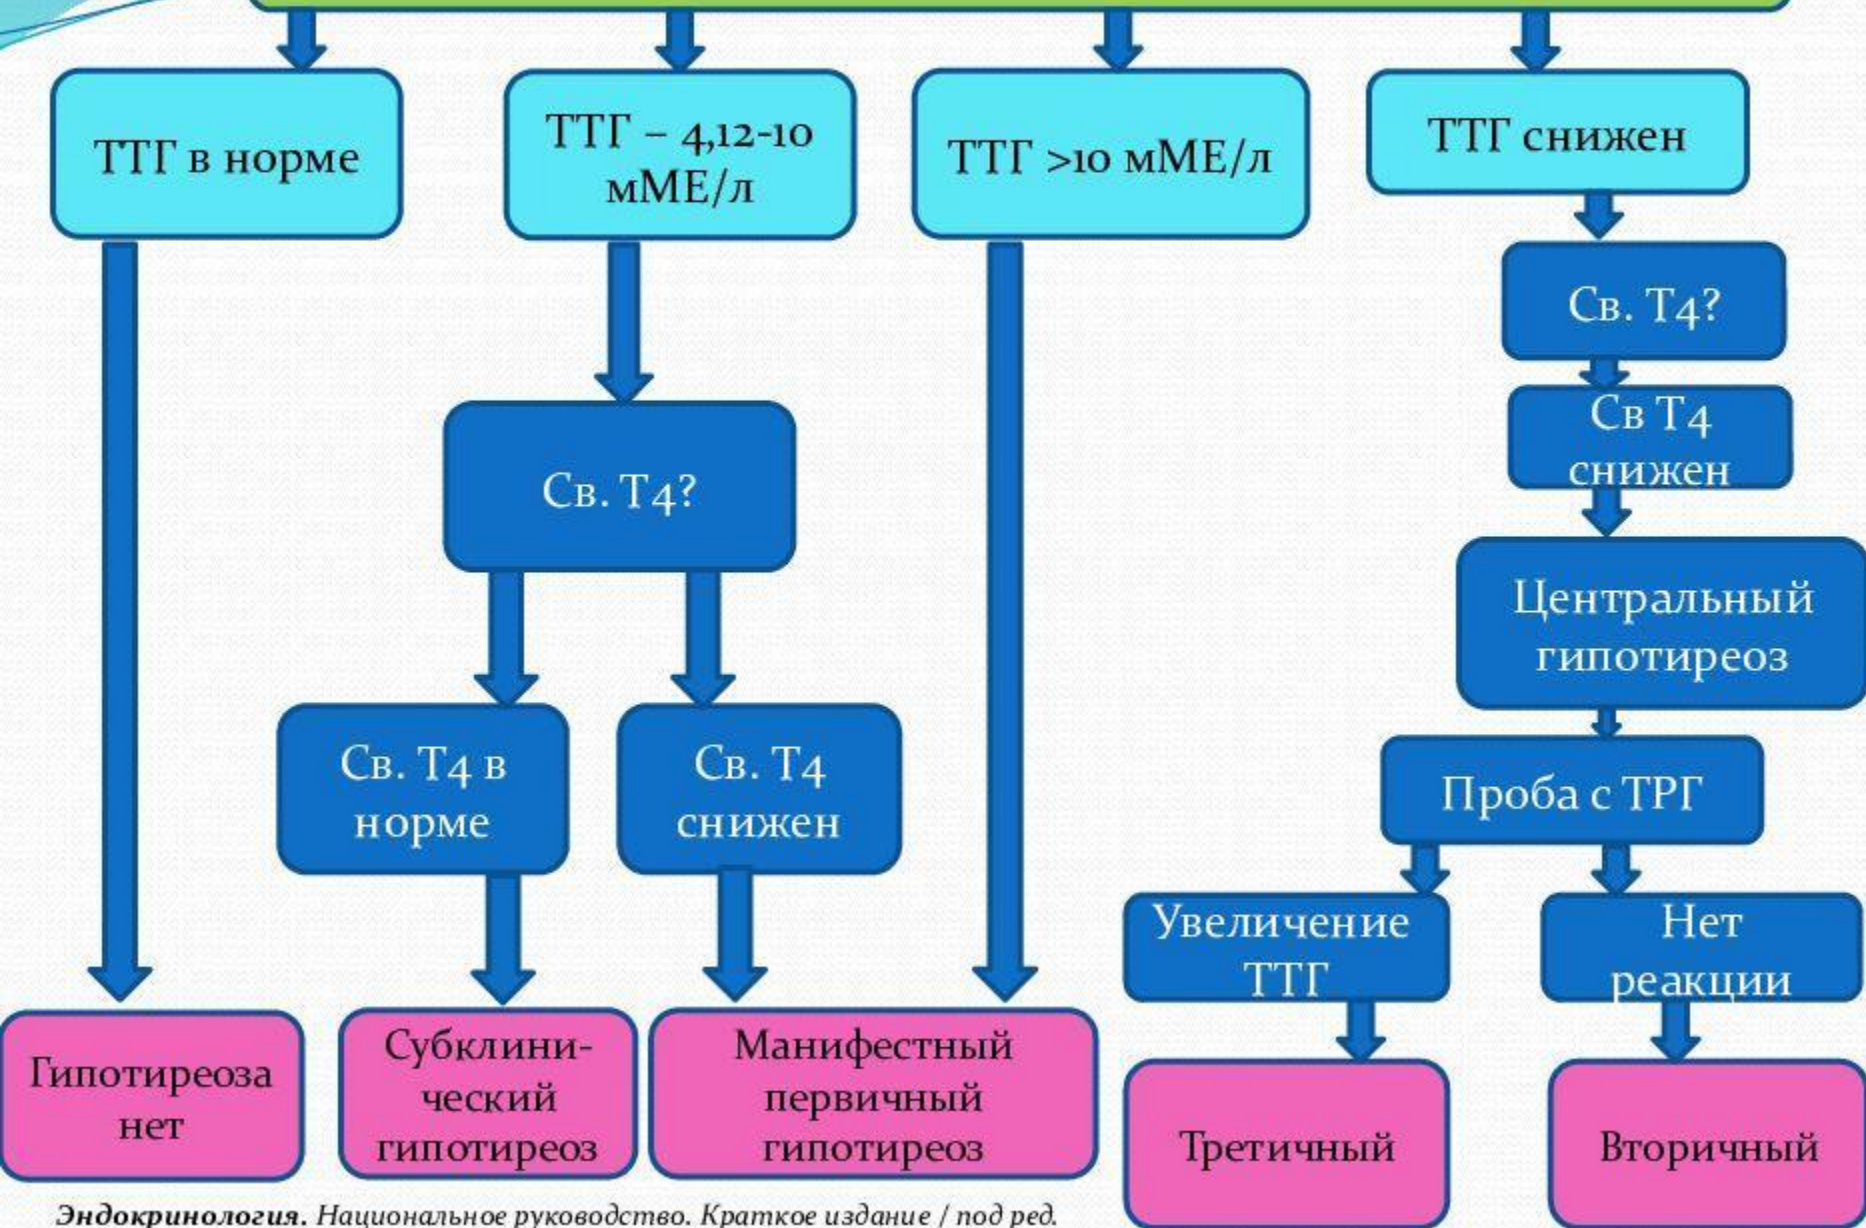 ТТГ в норме
ТТГ – 4,12-10
мМЕ/л
ТТГ >10 мМЕ/л
ТТГ снижен
Св. Т4?
Св Т4
снижен
Св. Т4?
Центральный
гипотиреоз
Св. Т4 в
норме
Св. Т4
снижен
Проба с ТРГ
Увеличение
ТТГ
Нет
реакции
Гипотиреоза
нет
Субклини-
ческий
гипотиреоз
Манифестный
первичный
гипотиреоз
Третичный
Вторичный
Эндокринология. Национальное руководство. Краткое издание / под ред.